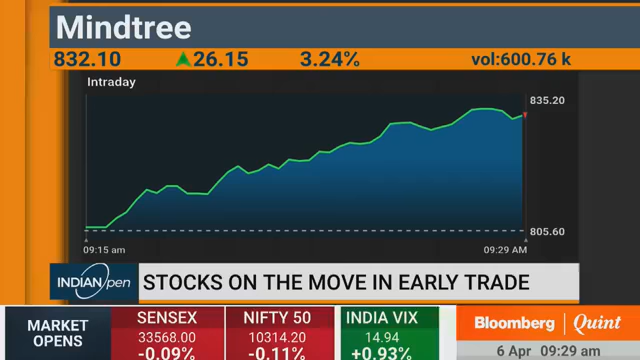 Mindtree
832.10 ▲26.15 3.24% vol:600.76 k
Intraday
835.20
805.60
09:15 am 09:29 AM
INDIAN Open STOCKS ON THE MOVE IN EARLY TRADE
MARKET OPENS
SENSEX
33568.00
-0.09%
NIFTY 50
10314.20
-0.11%
INDIA VIX
14.94
+0.93%
Bloomberg | Quint
6 Apr 09:29 am